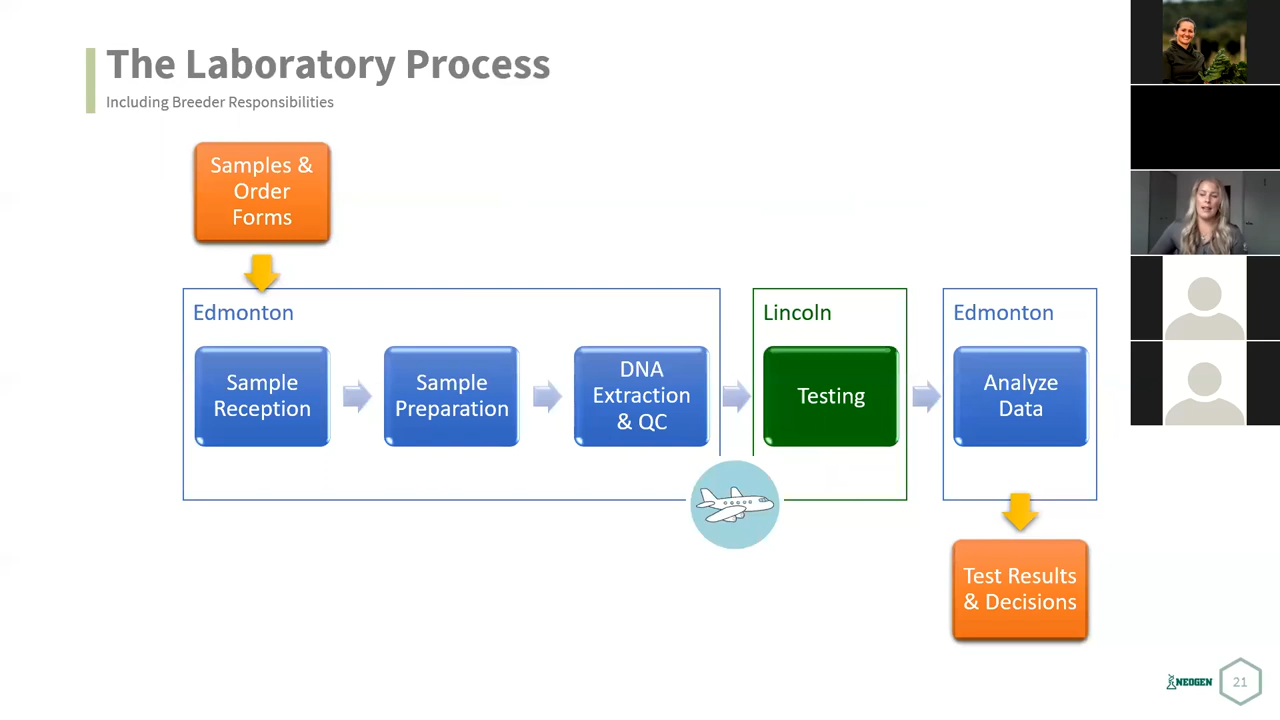 The Laboratory Process
Including Breeder Responsibilities
Samples &
Order
Forms
Edmonton
Sample
Reception
Sample
Preparation
DNA
Extraction
& QC
Lincoln
Testing
Edmonton
Analyze
Data
Test Results
& Decisions
NEOGEN
21